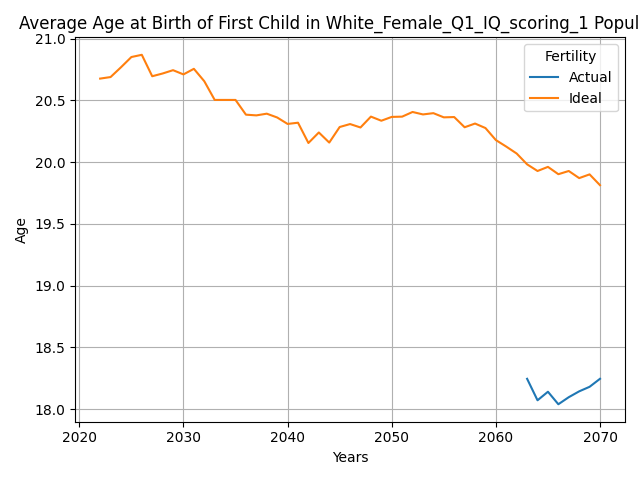 Average Age at Birth of First Child in White_Female_Q1_IQ_scoring_1 Popul
21.0
20.5
20.0
19.5
19.0
18.5
18.0
Age
Fertility
Actual
Ideal
2020 2030 2040 2050 2060 2070
Years